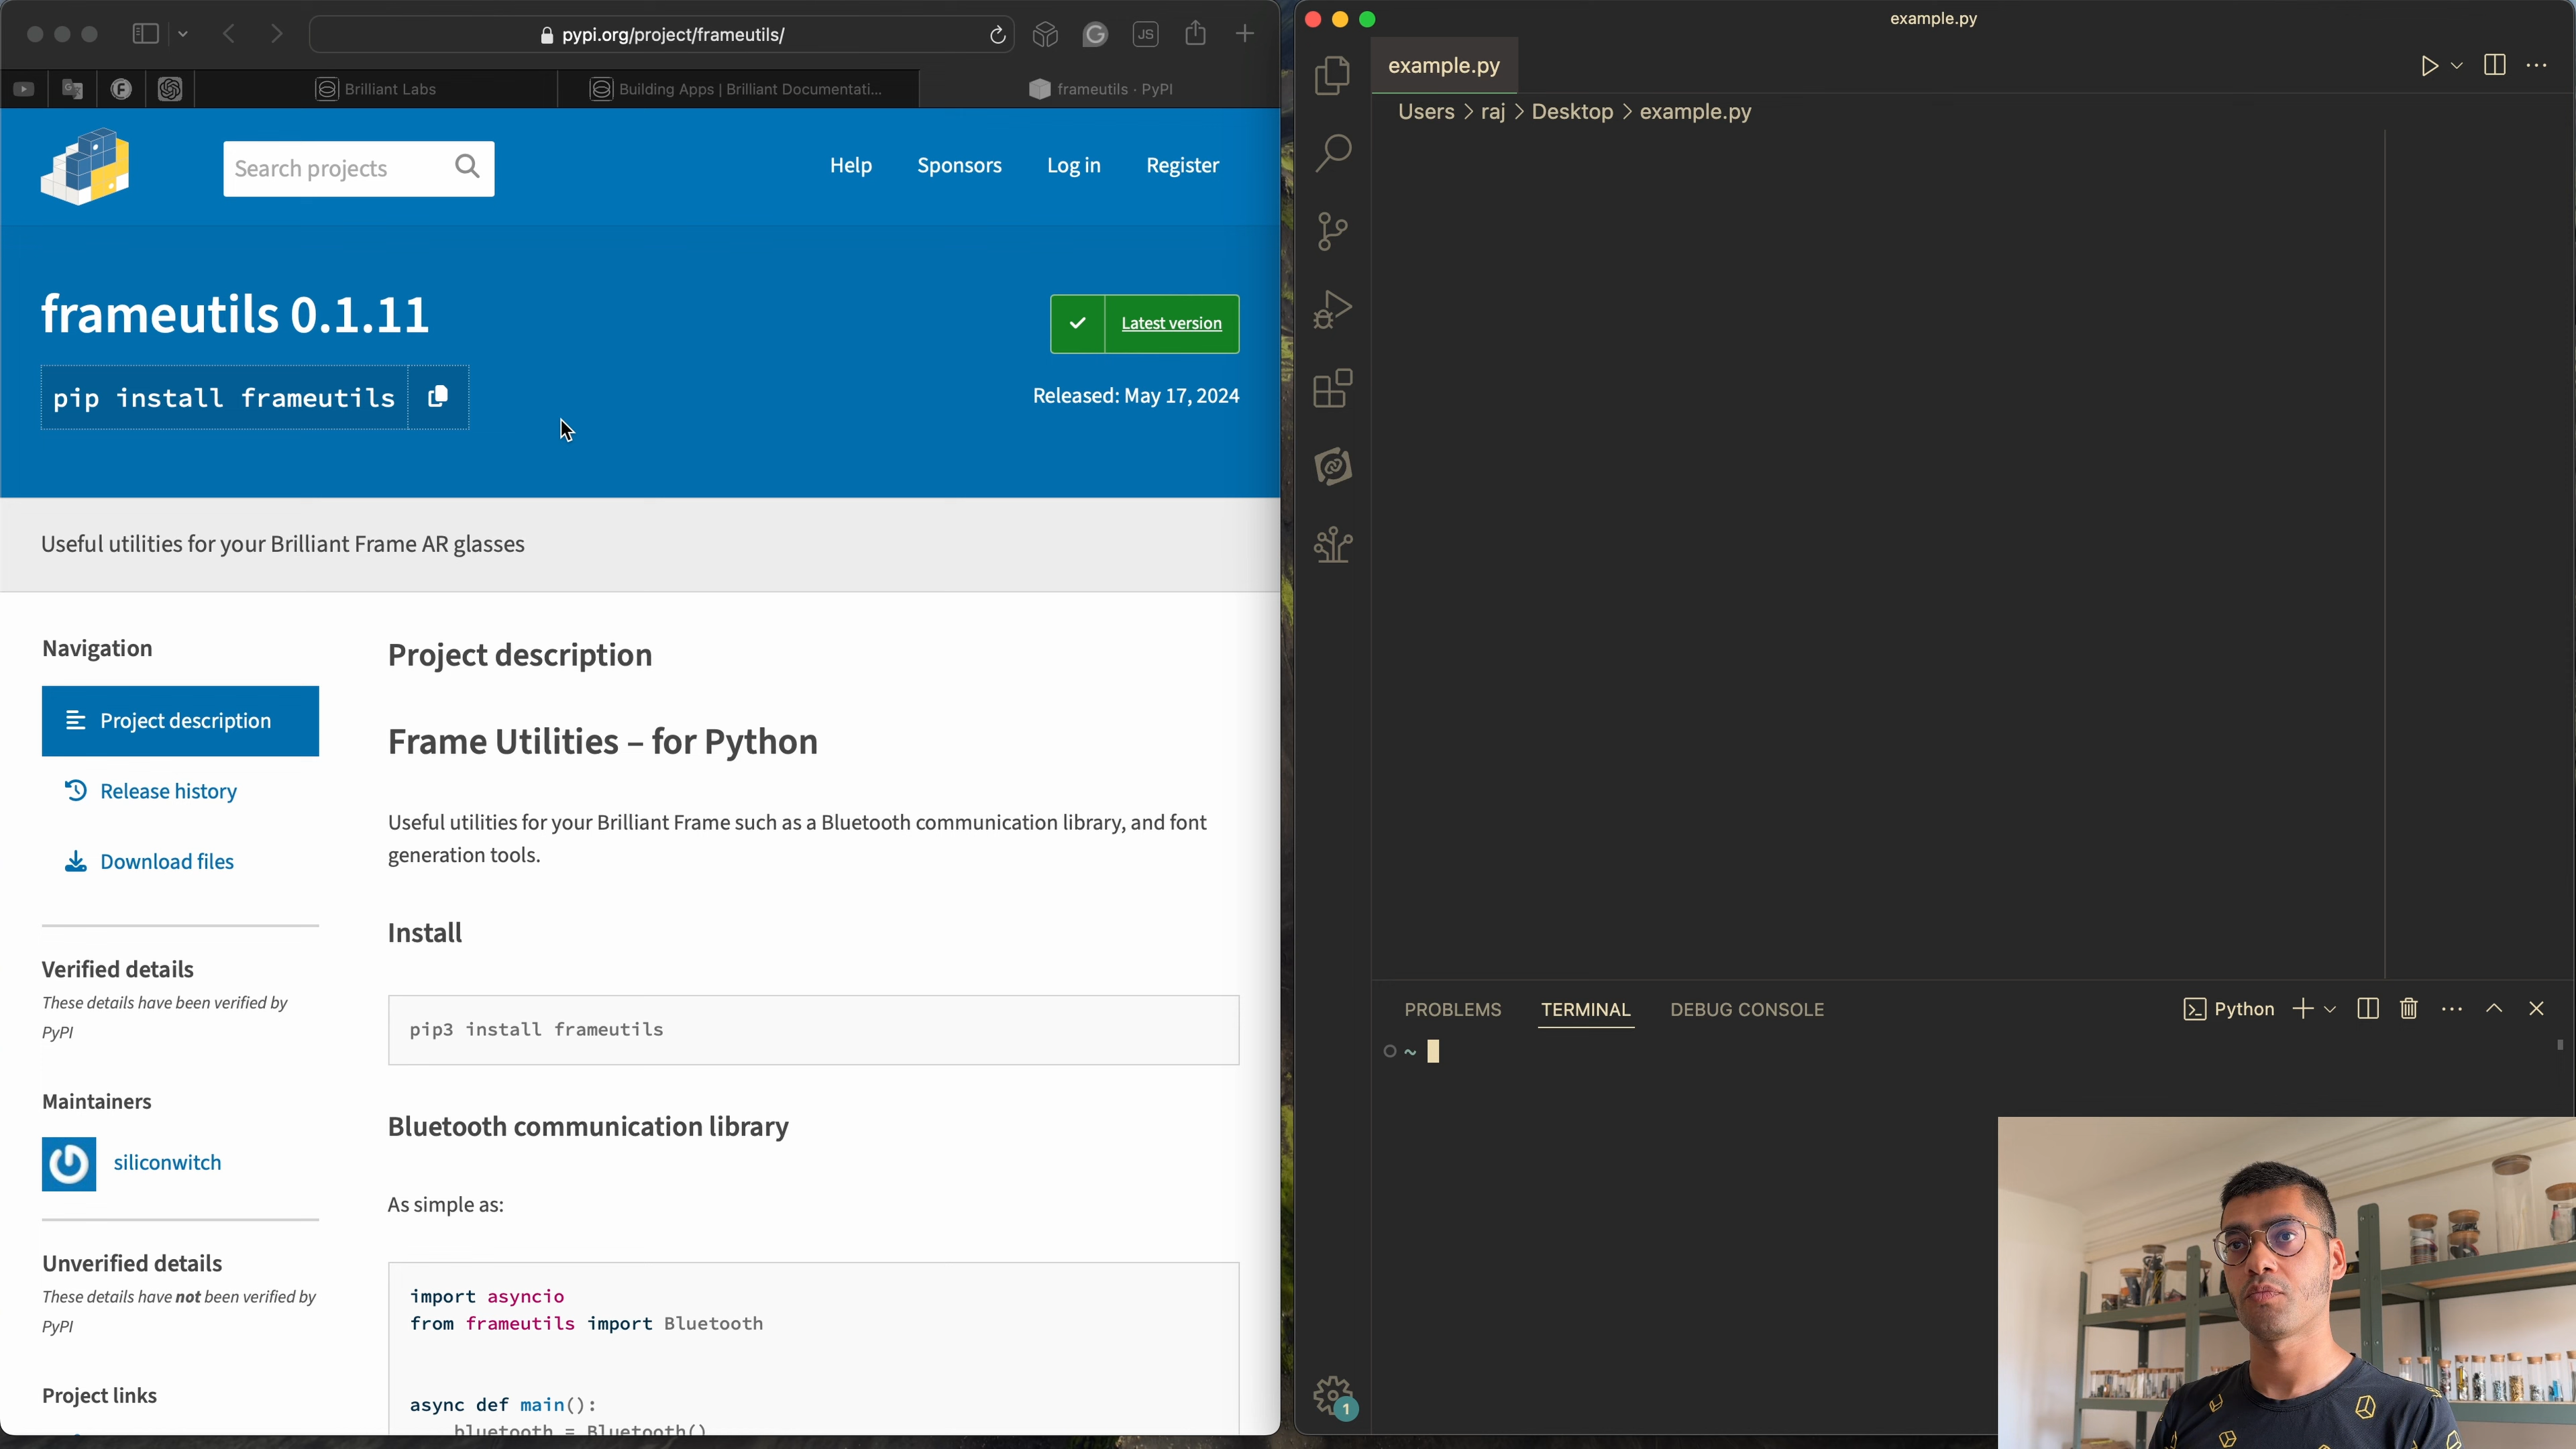 pypi.org/project/frameutils/
JS
Brilliant Labs
Building Apps | Brilliant Documentati...
frameutils · PyPI
Search projects
Help
Sponsors
Log in
Register
frameutils 0.1.11
Latest version
pip install frameutils
Released: May 17, 2024
Useful utilities for your Brilliant Frame AR glasses
Navigation
Project description
Release history
Download files
Verified details
These details have been verified by
PyPI
Maintainers
siliconwitch
Unverified details
These details have not been verified by
PyPI
Project links
Project description
Frame Utilities – for Python
Useful utilities for your Brilliant Frame such as a Bluetooth communication library, and font
generation tools.
Install
pip3 install frameutils
Bluetooth communication library
As simple as:
import asyncio
from frameutils import Bluetooth
async def main():
bluetooth = Bluetooth()
example.py
example.py
Users > raj > Desktop > example.py
PROBLEMS
TERMINAL
DEBUG CONSOLE
Python
~
1